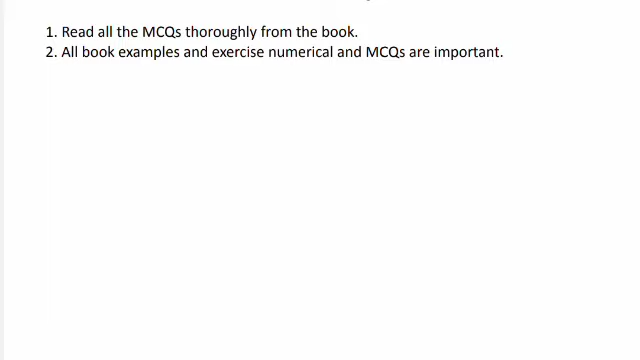 1. Read all the MCQs thoroughly from the book.
2. All book examples and exercise numerical and MCQs are important.